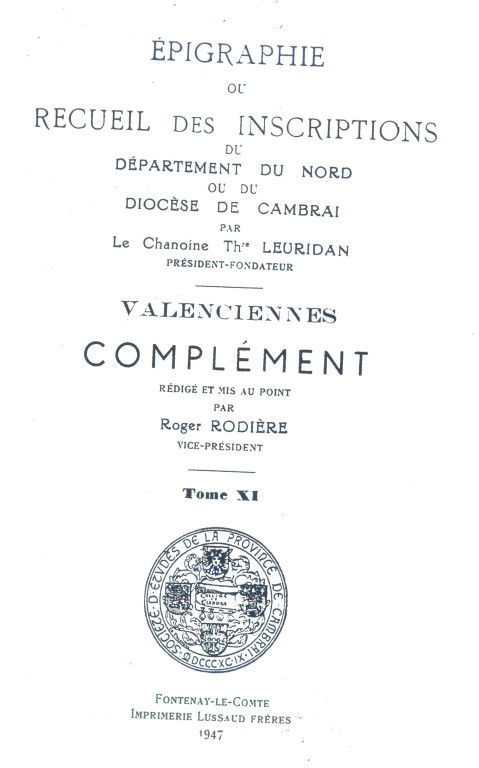 ÉPIGRAPHIE
OU
RECUEIL DES INSCRIPTIONS
DU
DÉPARTEMENT DU NORD
OU DU
DIOCÈSE DE CAMBRAI
PAR
Le Chanoine Thre LEURIDAN
PRÉSIDENT-FONDATEUR
VALENCIENNES
COMPLÉMENT
RÉDIGÉ ET MIS AU POINT
PAR
Roger RODIÈRE
VICE-PRÉSIDENT
Tome XI
SOCIÉTÉ D'ÉTUDES DE LA PROVINCE DE CAMBRAI
COLLIGE
FONTENAY-LE-COMTE
IMPRIMERIE LUSSAUD FRÈRES
1947